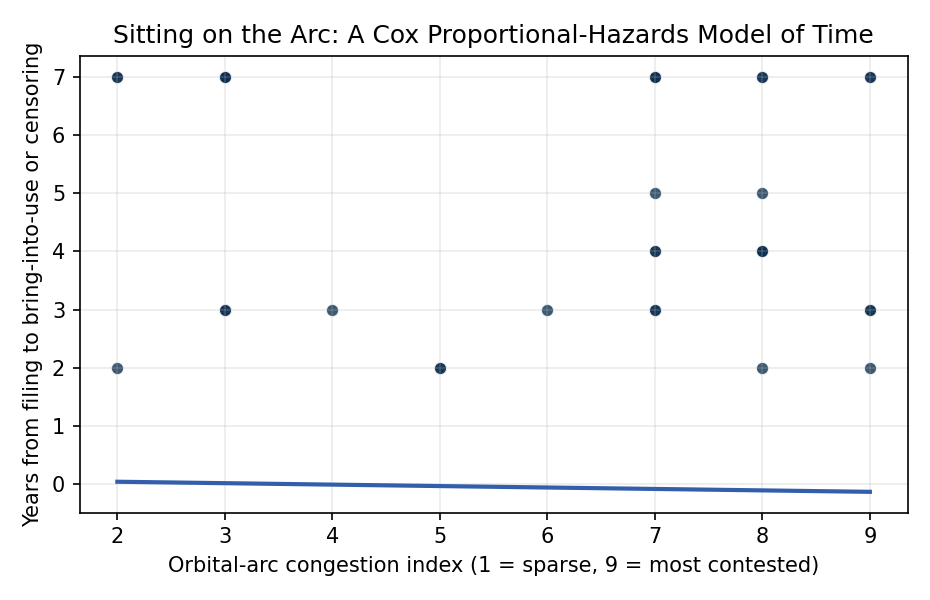 Sitting on the Arc: A Cox Proportional-Hazards Model of Time
Years from filing to bring-into-use or censoring
7
6
5
4
3
2
1
0
2 3 4 5 6 7 8 9
Orbital-arc congestion index (1 = sparse, 9 = most contested)